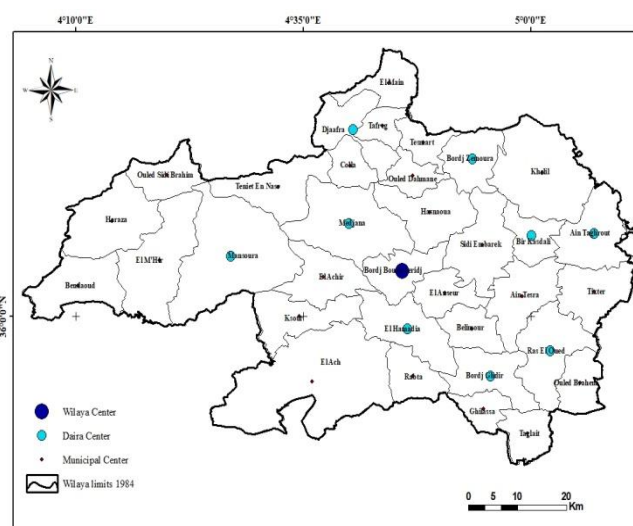 4°10'0"E
4°35'0"E
5°0'0"E
36°0'0"N
N
W
E
S
El Main
Djaafra
Tafreg
Tesmart
Bordj Zemoura
Colla
Ouled Dahmane
Khelil
Ouled Sidi Brahim
Teniet En Nasr
Haraza
Medjana
Hasnaoua
Sidi Embarek
Bir Kasdali
Ain Taghrout
El M'Hir
Mansoura
El Achir
Bordj Bou
El Anseur
Ain Tesra
Tixter
Bendaoud
Ksour
El Hamadia
Belimour
Ras El Oued
El Ach
Rabta
Bordj Ghdir
Ouled Brahem
Ghilassa
Taglait
Wilaya Center
Daira Center
Municipal Center
Wilaya limits 1984
0 5 10 20
Km